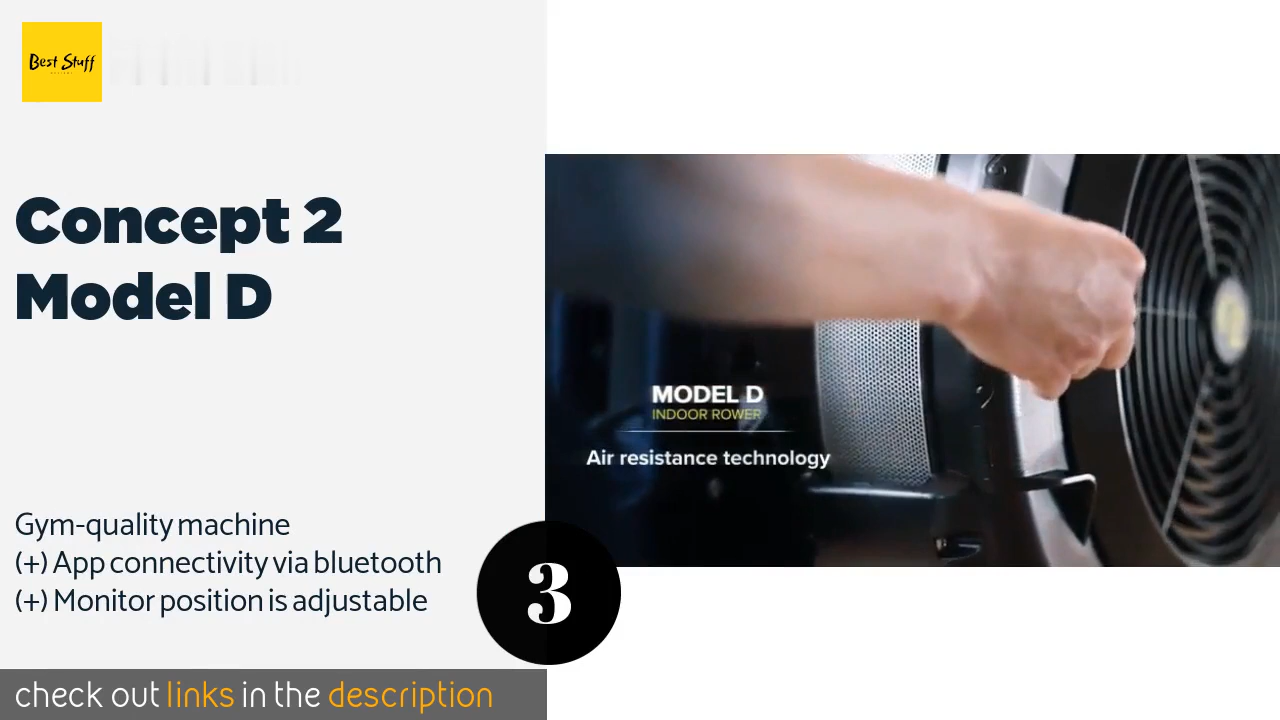 Best Stuff
Concept 2
Model D
MODEL D
INDOOR ROWER
Air resistance technology
Gym-quality machine
(+) App connectivity via bluetooth
(+) Monitor position is adjustable
3
check out links in the description